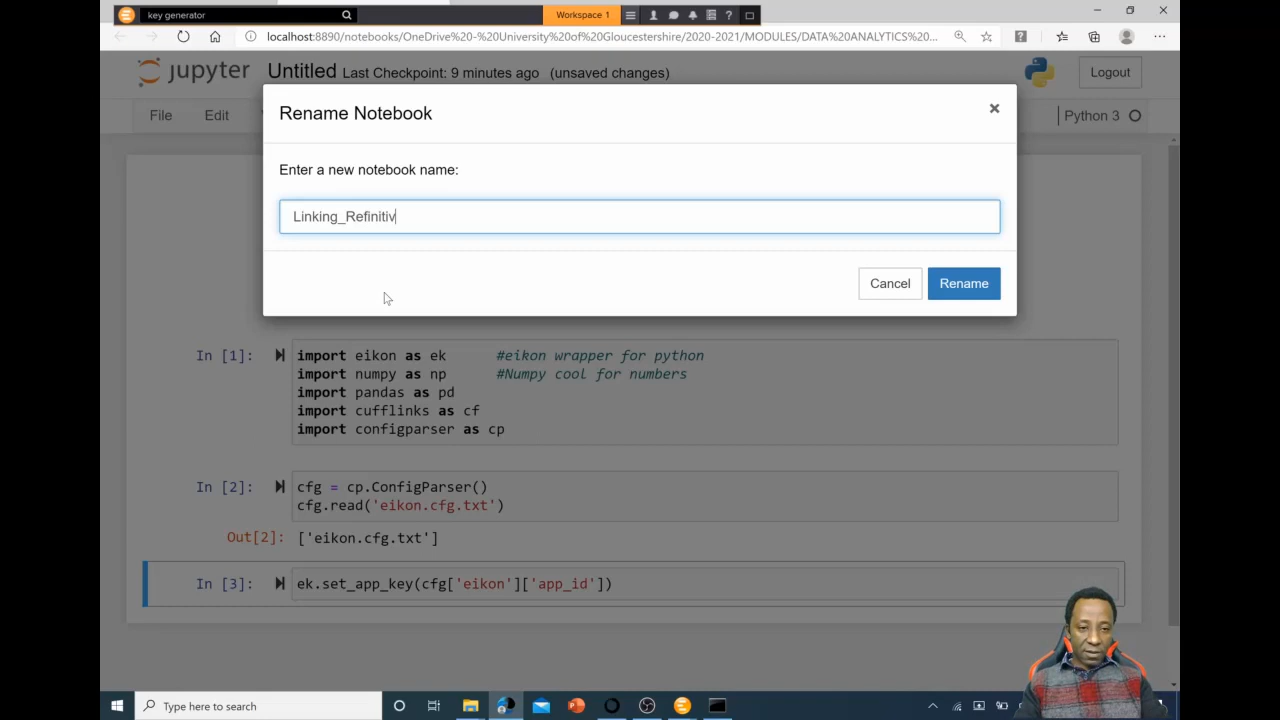 key generator
Workspace 1
?
localhost:8890/notebooks/OneDrive%20-%20University%20of%20Gloucestershire/2020-2021/MODULES/DATA%20ANALYTICS%20...
?
jupyter Untitled Last Checkpoint: 9 minutes ago (unsaved changes)
Logout
File Edit
Python 3
Rename Notebook
×
Enter a new notebook name:
Linking_Refinitiv
Cancel
Rename
In [1]:
import eikon as ek #eikon wrapper for python
import numpy as np #Numpy cool for numbers
import pandas as pd
import cufflinks as cf
import configparser as cp
In [2]:
cfg = cp.ConfigParser()
cfg.read('eikon.cfg.txt')
Out[2]: ['eikon.cfg.txt']
In [3]: ek.set_app_key(cfg['eikon']['app_id'])
Type here to search